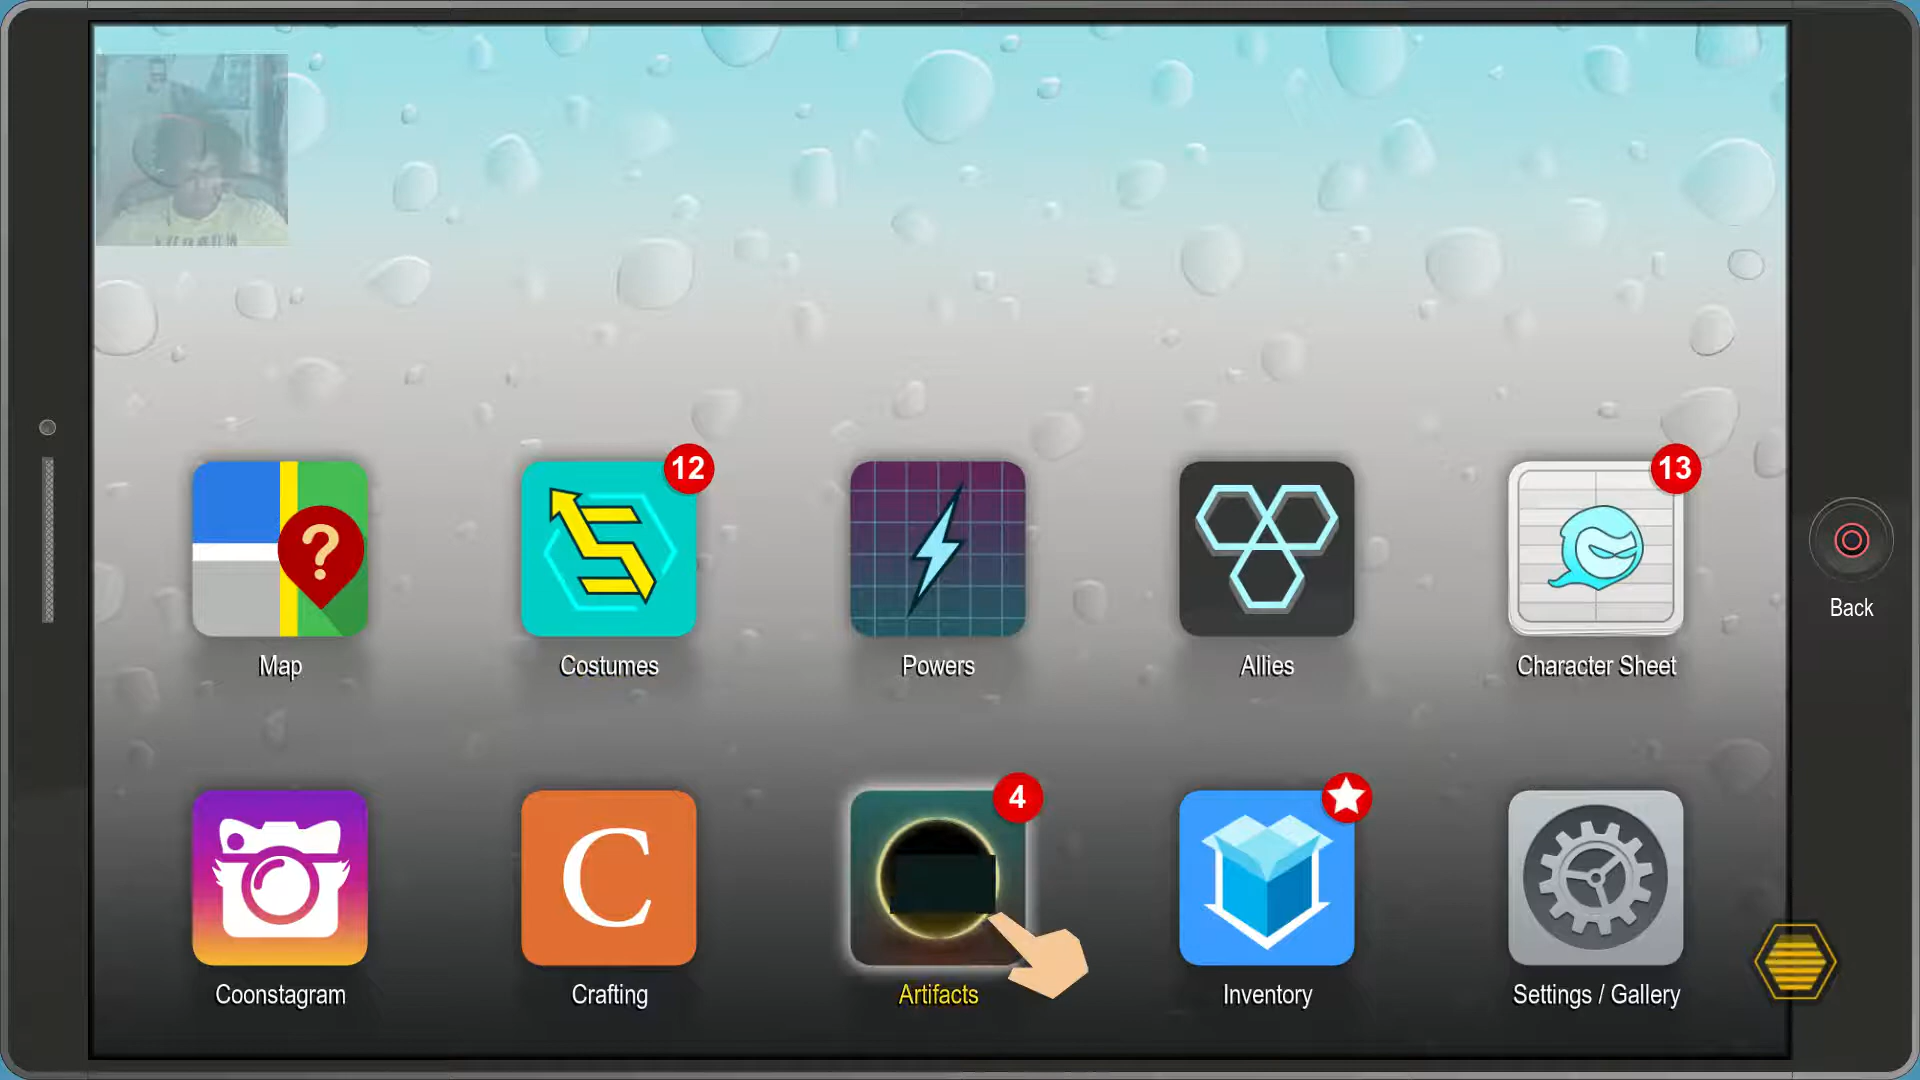 12
13
?
Map
Costumes
Powers
Allies
Character Sheet
Back
4
C
Coonstagram
Crafting
Artifacts
Inventory
Settings / Gallery